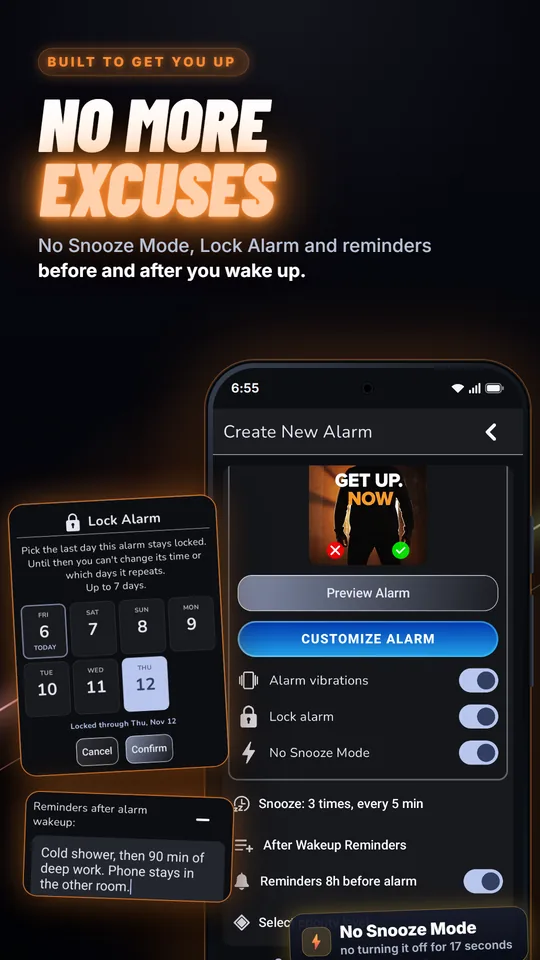 BUILT TO GET YOU UP
NO MORE
EXCUSES
No Snooze Mode, Lock Alarm and reminders
before and after you wake up.
6:55
Create New Alarm
GET UP.
NOW
Preview Alarm
CUSTOMIZE ALARM
Alarm vibrations
Lock alarm
No Snooze Mode
Snooze: 3 times, every 5 min
After Wakeup Reminders
Reminders 8h before alarm
Lock Alarm
Pick the last day this alarm stays locked.
Until then you can't change its time or
which days it repeats.
Up to 7 days.
FRI
6
TODAY
SAT
7
SUN
8
MON
9
TUE
10
WED
11
THU
12
Locked through Thu, Nov 12
Cancel
Confirm
Reminders after alarm
wakeup:
Cold shower, then 90 min of
deep work. Phone stays in
the other room.
No Snooze Mode
no turning it off for 17 seconds